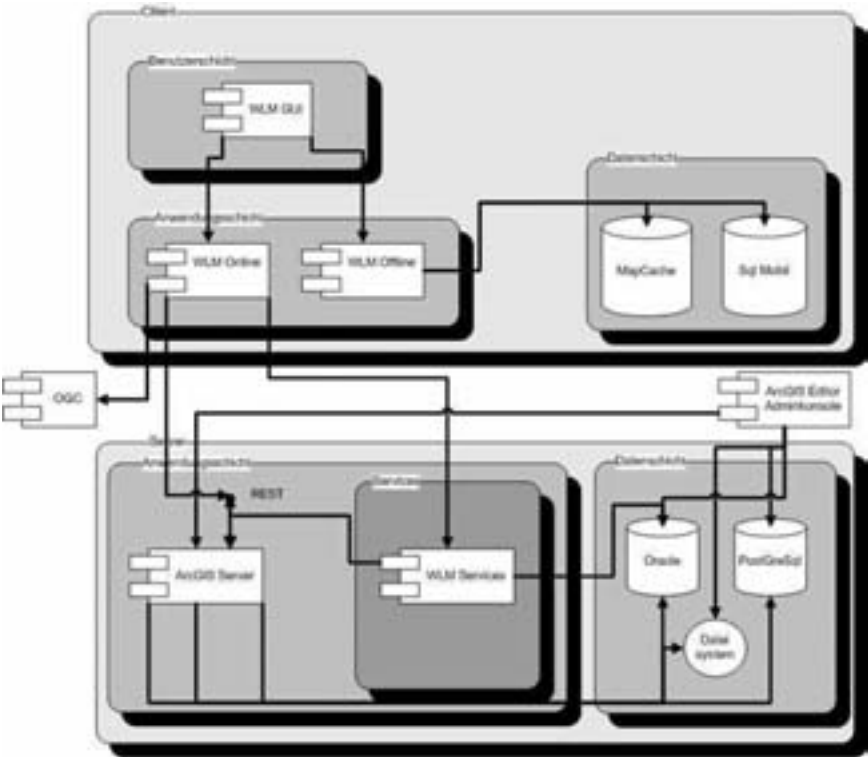 Client
Benutzerschicht
WLM GUI
Datenschicht
Anwendungsschicht
WLM Online
WLM Offline
MapCache
Sql Mobil
OGC
ArcGIS Editor
Adminkonsole
Server
Anwendungsschicht
Datenschicht
Services
REST
ArcGIS Server
WLM Services
Oracle
PostGreSql
Datei
system